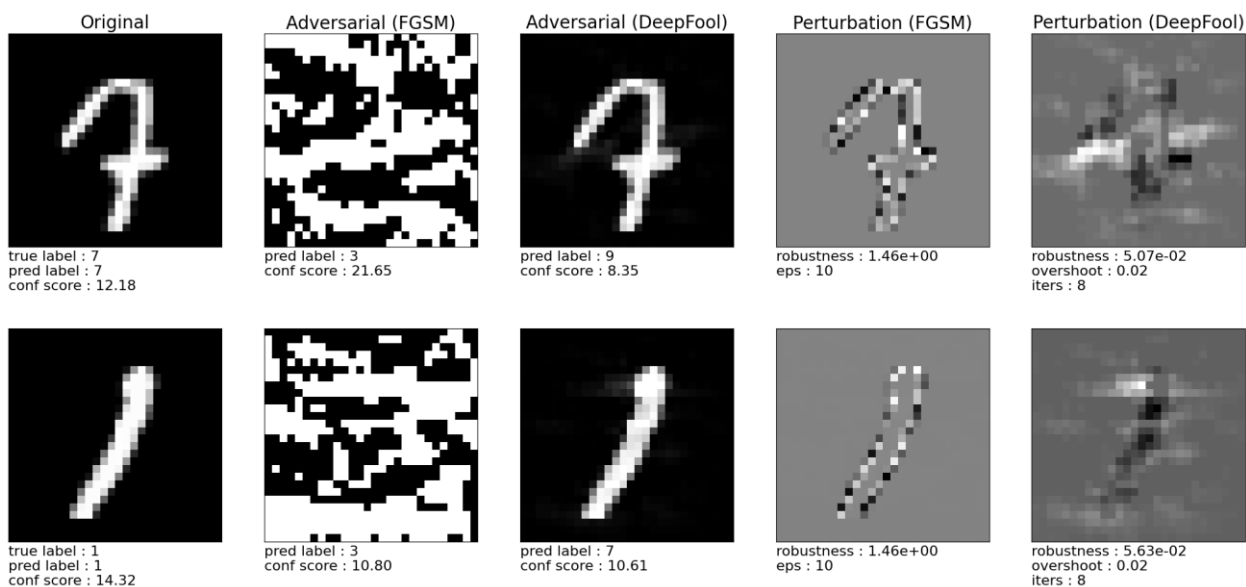 Original
Adversarial (FGSM)
Adversarial (DeepFool)
Perturbation (FGSM)
Perturbation (DeepFool)
true label : 7
pred label : 7
conf score : 12.18
pred label : 3
conf score : 21.65
pred label : 9
conf score : 8.35
robustness : 1.46e+00
eps : 10
robustness : 5.07e-02
overshoot : 0.02
iters : 8
true label : 1
pred label : 1
conf score : 14.32
pred label : 3
conf score : 10.80
pred label : 7
conf score : 10.61
robustness : 1.46e+00
eps : 10
robustness : 5.63e-02
overshoot : 0.02
iters : 8